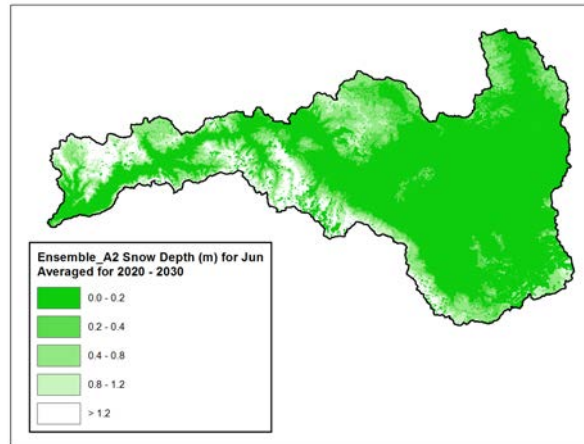 Ensemble_A2 Snow Depth (m) for Jun
Averaged for 2020 - 2030
0.0 - 0.2
0.2 - 0.4
0.4 - 0.8
0.8 - 1.2
> 1.2